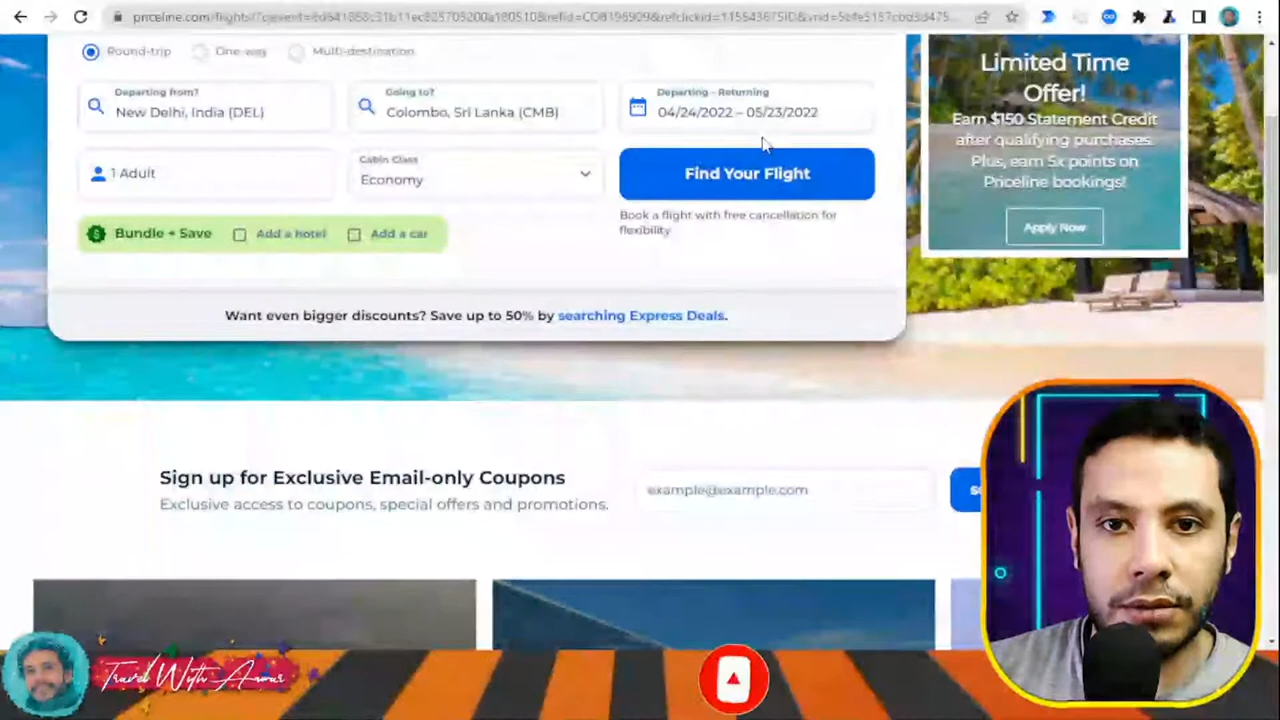 Round-trip One-way Multi-destination
Departing from?
New Delhi, India (DEL)
Going to?
Colombo, Sri Lanka (CMB)
Departing - Returning
04/24/2022 – 05/23/2022
1 Adult
Cabin Class
Economy
Find Your Flight
Book a flight with free cancellation for
flexibility
Bundle + Save Add a hotel Add a car
Want even bigger discounts? Save up to 50% by searching Express Deals.
Limited Time
Offer!
Earn $150 Statement Credit
after qualifying purchases.
Plus, earn 5x points on
Priceline bookings!
Apply Now
Sign up for Exclusive Email-only Coupons
Exclusive access to coupons, special offers and promotions.
example@example.com
Travel With Anwar